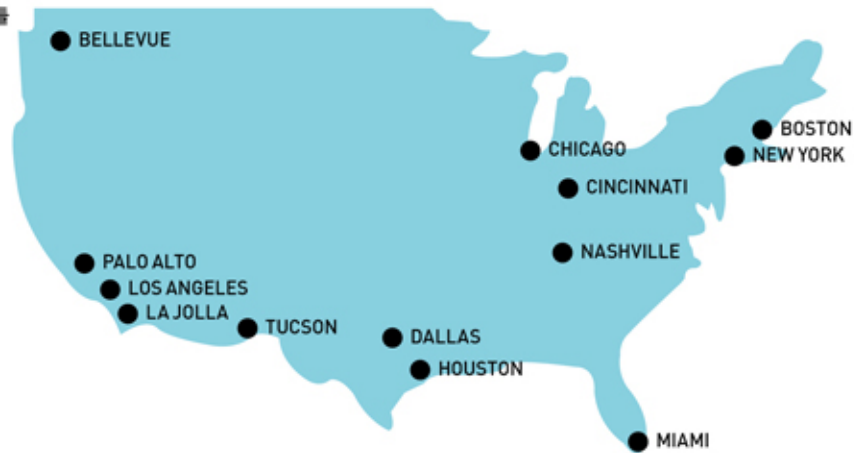 BELLEVUE
BOSTON
CHICAGO
NEW YORK
CINCINNATI
NASHVILLE
PALO ALTO
LOS ANGELES
LA JOLLA
TUCSON
DALLAS
HOUSTON
MIAMI